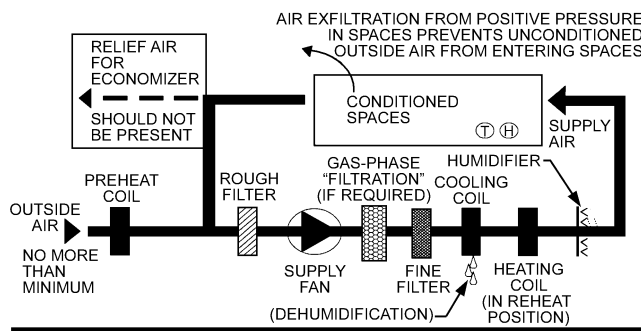 AIR EXFILTRATION FROM POSITIVE PRESSURE
IN SPACES PREVENTS UNCONDITIONED
OUTSIDE AIR FROM ENTERING SPACES
RELIEF AIR
FOR
ECONOMIZER
SHOULD NOT
BE PRESENT
CONDITIONED
SPACES
T H
SUPPLY
AIR
PREHEAT
COIL
ROUGH
FILTER
GAS-PHASE
"FILTRATION"
(IF REQUIRED)
COOLING
COIL
HUMIDIFIER
OUTSIDE
AIR
NO MORE
THAN
MINIMUM
SUPPLY
FAN
FINE
FILTER
HEATING
COIL
(IN REHEAT
POSITION)
(DEHUMIDIFICATION)